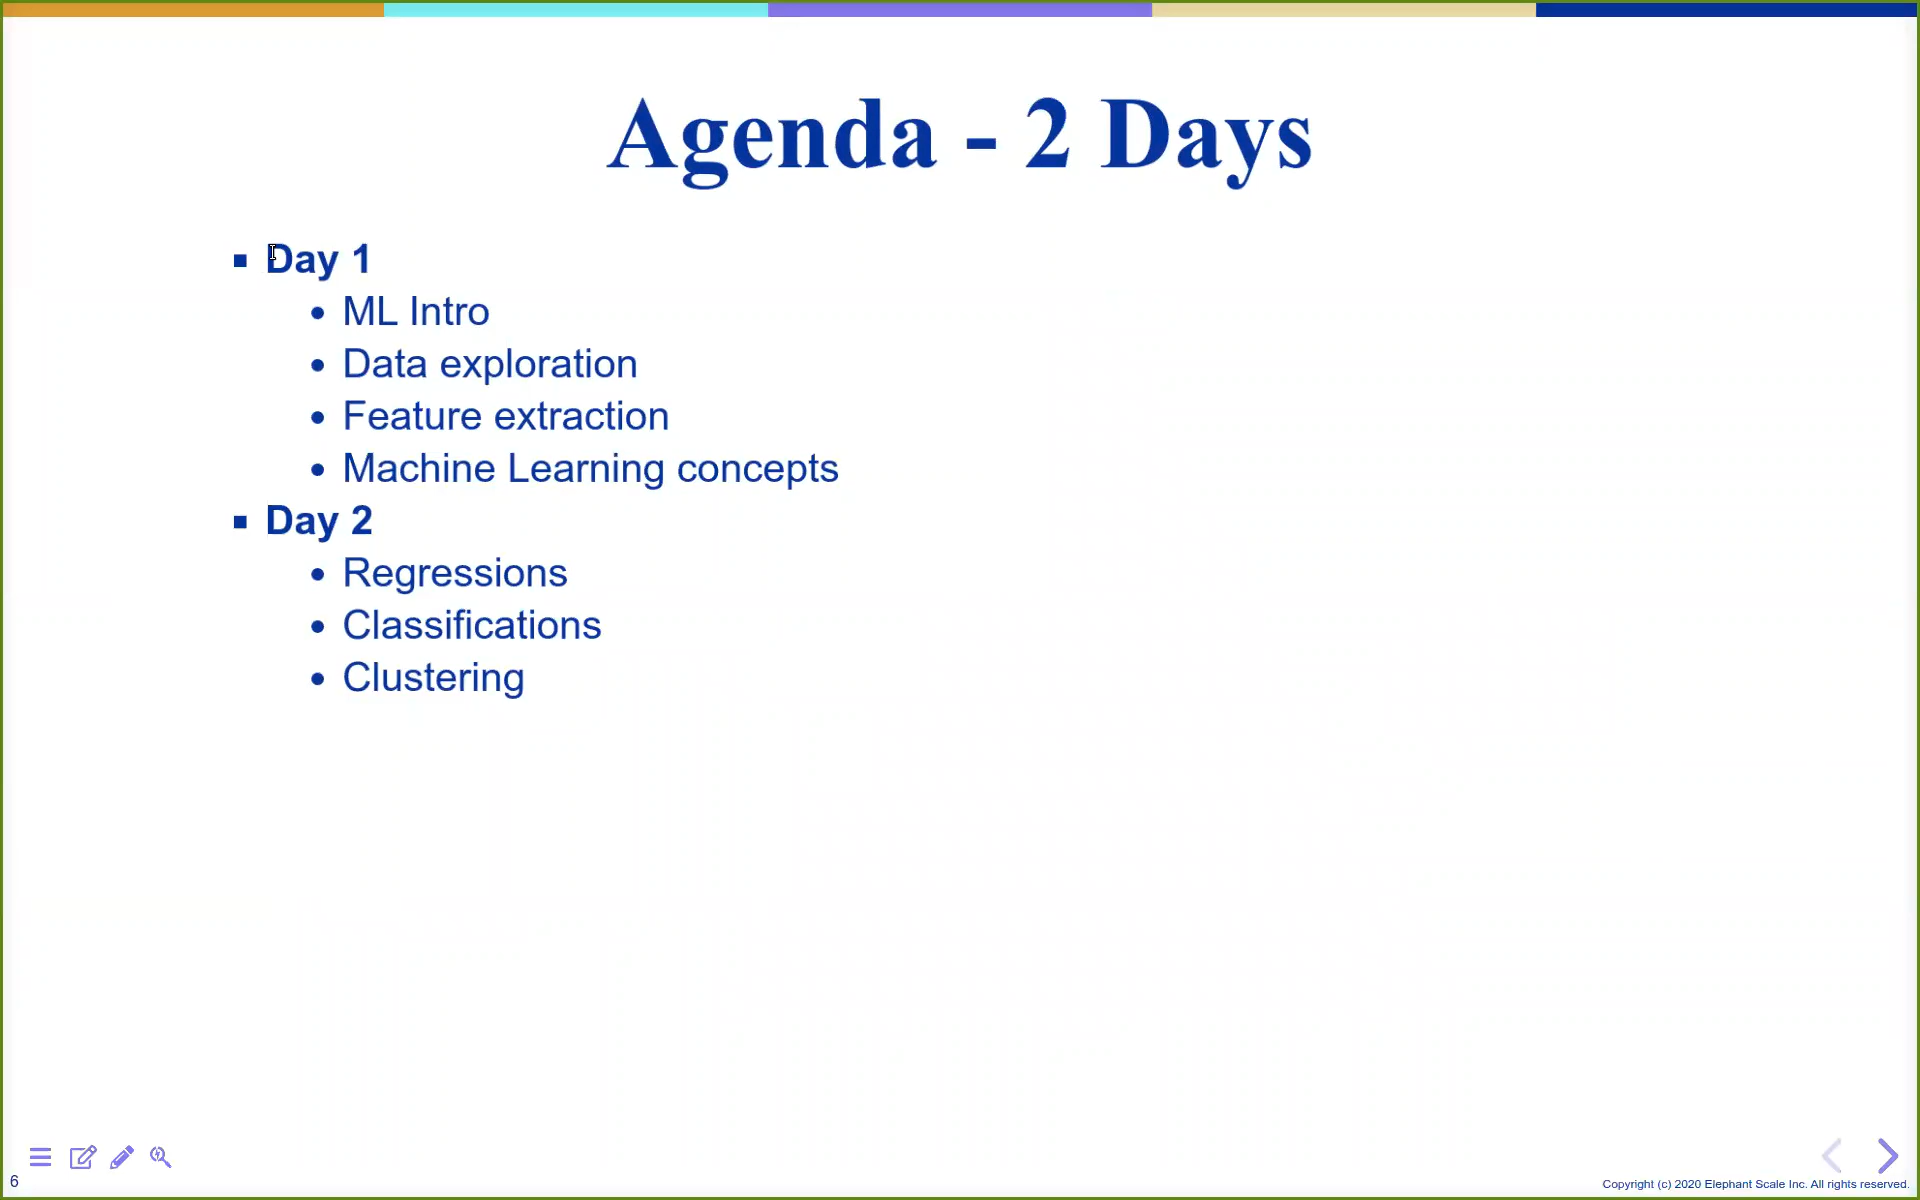 Agenda - 2 Days
Day 1
ML Intro
Data exploration
Feature extraction
Machine Learning concepts
Day 2
Regressions
Classifications
Clustering
6
Copyright (c) 2020 Elephant Scale Inc. All rights reserved.